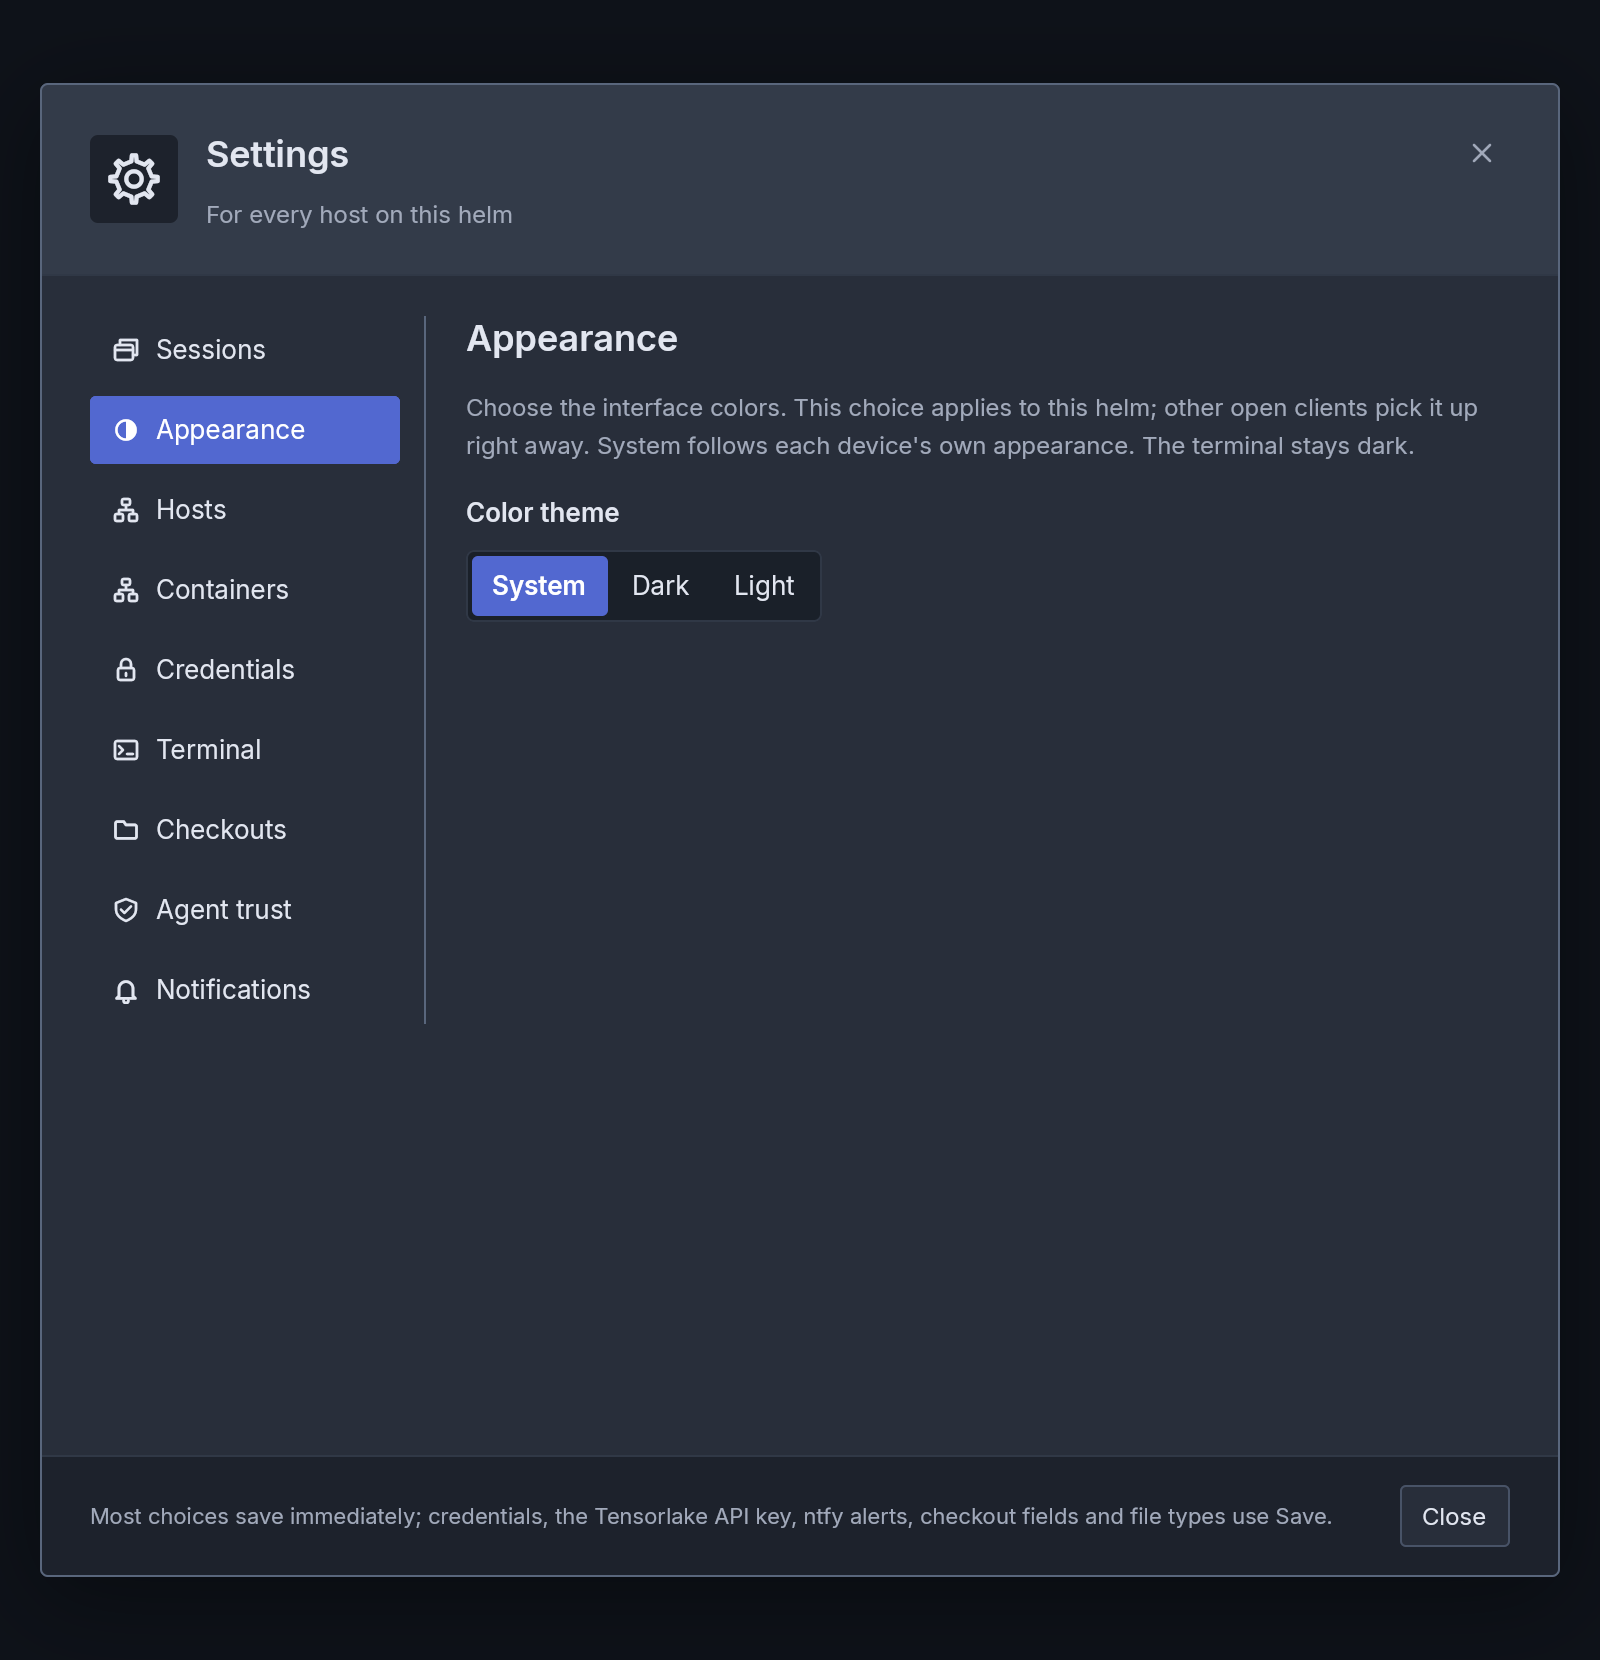 Settings
For every host on this helm
Sessions
Appearance
Hosts
Containers
Credentials
Terminal
Checkouts
Agent trust
Notifications
Appearance
Choose the interface colors. This choice applies to this helm; other open clients pick it up
right away. System follows each device's own appearance. The terminal stays dark.
Color theme
System Dark Light
Most choices save immediately; credentials, the Tensorlake API key, ntfy alerts, checkout fields and file types use Save.
Close